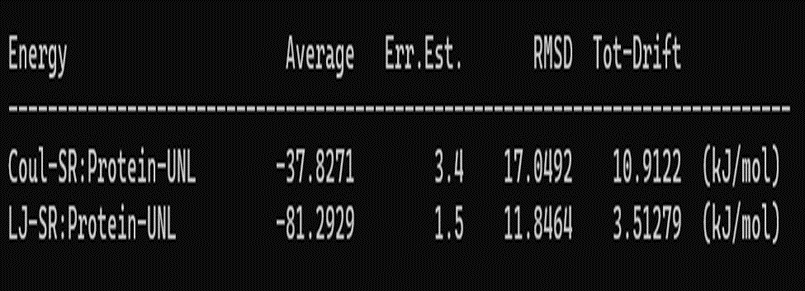 Energy Average Err.Est. RMSD Tot-Drift
-------------------------------------------------------------------------------
Coul-SR:Protein-UNL -37.8271 3.4 17.0492 10.9122 (kJ/mol)
LJ-SR:Protein-UNL -81.2929 1.5 11.8464 3.51279 (kJ/mol)